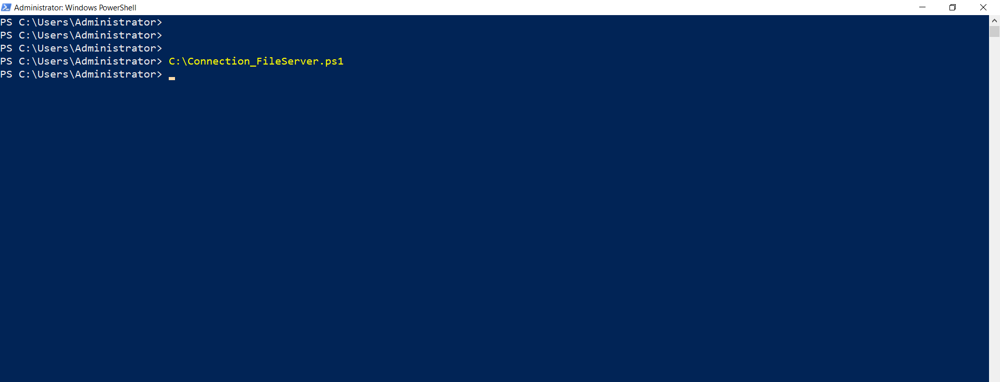 Administrator: Windows PowerShell
PS C:\Users\Administrator>
PS C:\Users\Administrator>
PS C:\Users\Administrator>
PS C:\Users\Administrator> C:\Connection_FileServer.ps1
PS C:\Users\Administrator>